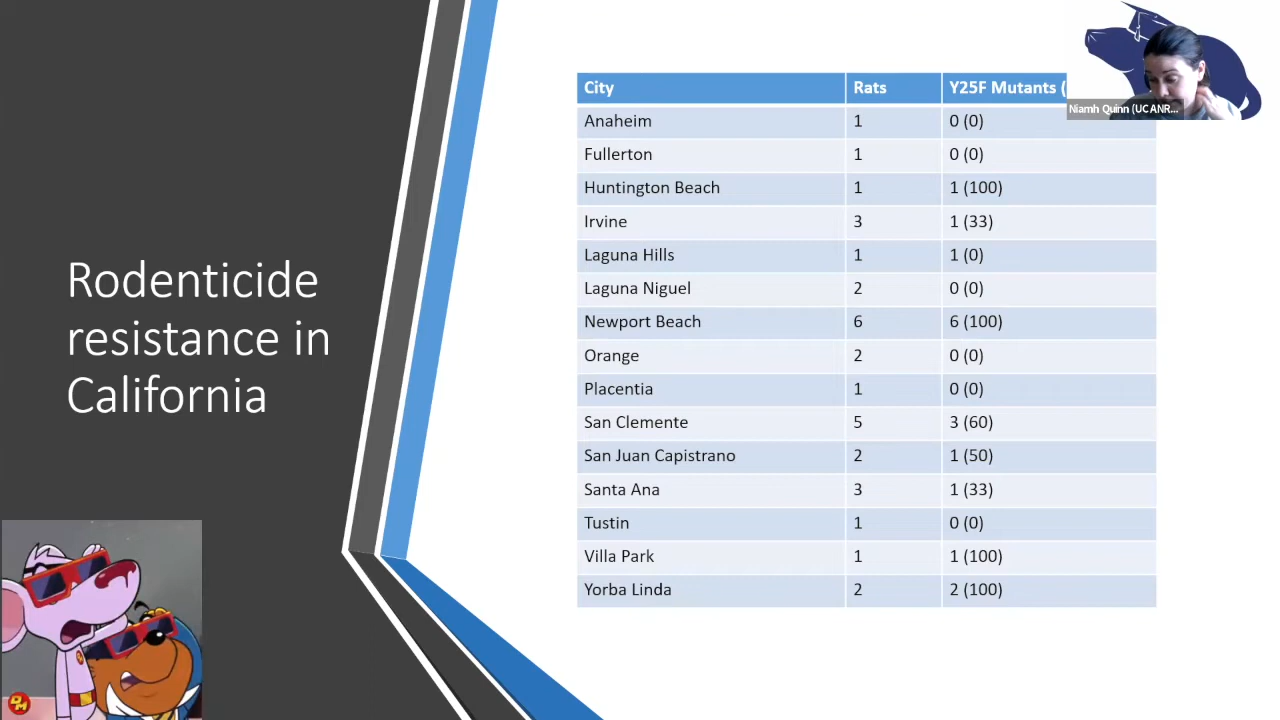 Rodenticide
resistance in
California
City Rats Y25F Mutants (
Anaheim 1 0 (0)
Fullerton 1 0 (0)
Huntington Beach 1 1 (100)
Irvine 3 1 (33)
Laguna Hills 1 1 (0)
Laguna Niguel 2 0 (0)
Newport Beach 6 6 (100)
Orange 2 0 (0)
Placentia 1 0 (0)
San Clemente 5 3 (60)
San Juan Capistrano 2 1 (50)
Santa Ana 3 1 (33)
Tustin 1 0 (0)
Villa Park 1 1 (100)
Yorba Linda 2 2 (100)
Niamh Quinn (UC ANR...
DM